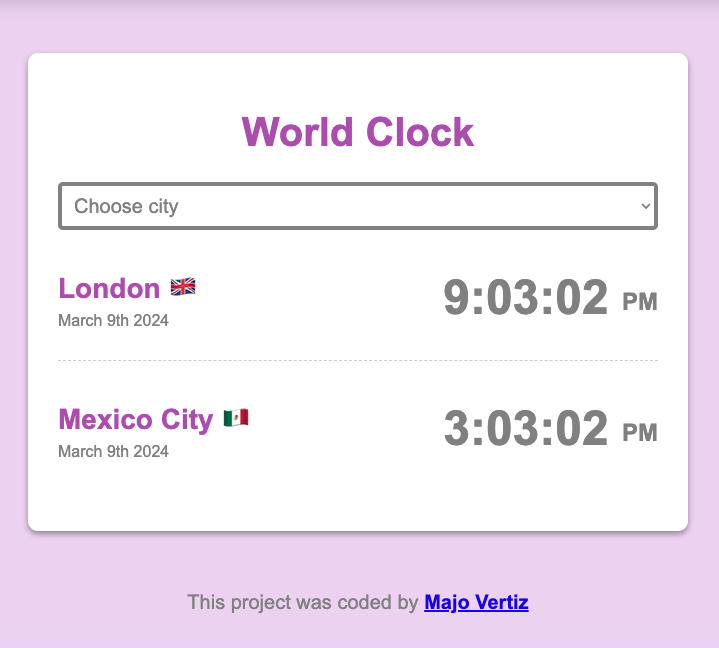 World Clock
Choose city
London 🇬🇧
9:03:02 PM
March 9th 2024
Mexico City 🇲🇽
3:03:02 PM
March 9th 2024
This project was coded by Majo Vertiz